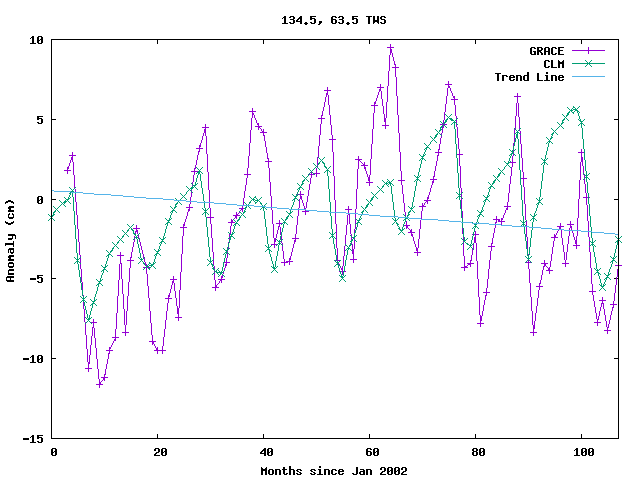 134.5, 63.5 TWS
GRACE
CLM
Trend Line
10
5
0
-5
-10
-15
Anomaly (cm)
0 20 40 60 80 100
Months since Jan 2002